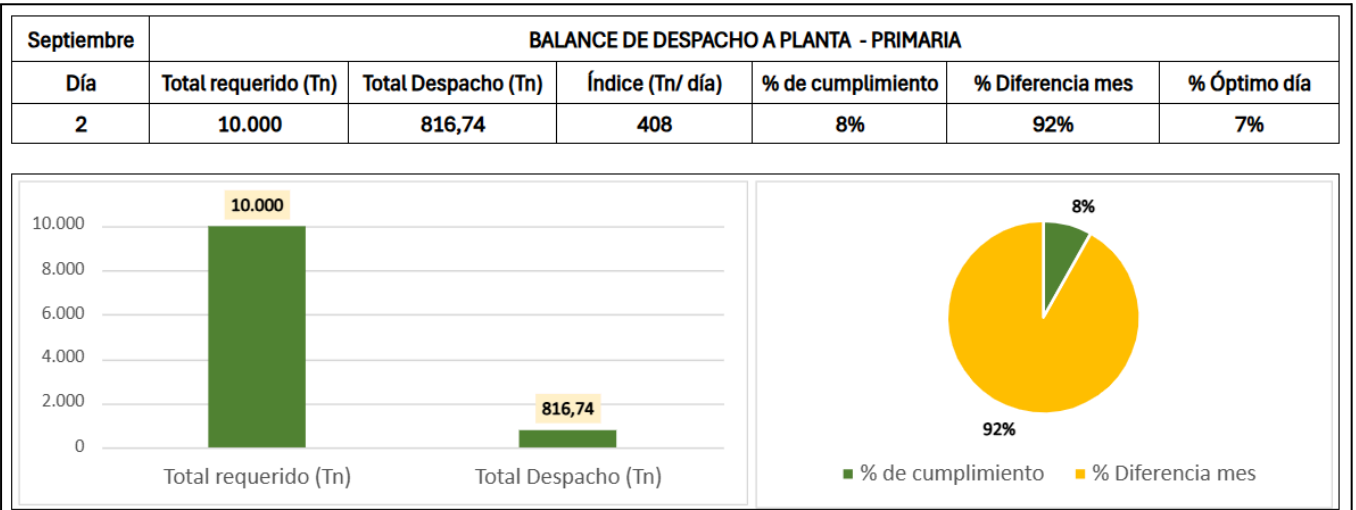 Septiembre BALANCE DE DESPACHO A PLANTA - PRIMARIA
Día Total requerido (Tn) Total Despacho (Tn) Índice (Tn/ día) % de cumplimiento % Diferencia mes % Óptimo día
2 10.000 816,74 408 8% 92% 7%
10.000
10.000
8.000
6.000
4.000
2.000
0
816,74
Total requerido (Tn) Total Despacho (Tn)
8%
92%
% de cumplimiento % Diferencia mes